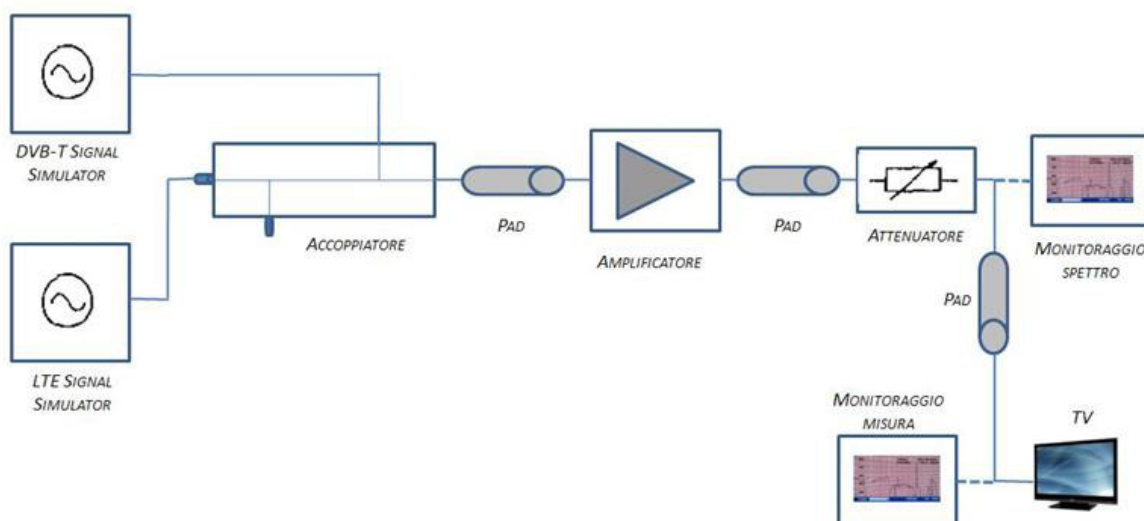 DVB-T SIGNAL
SIMULATOR
LTE SIGNAL
SIMULATOR
ACCOPPIATORE
PAD
AMPLIFICATORE
PAD
ATTENUATORE
MONITORAGGIO
SPETTRO
PAD
MONITORAGGIO
MISURA
TV